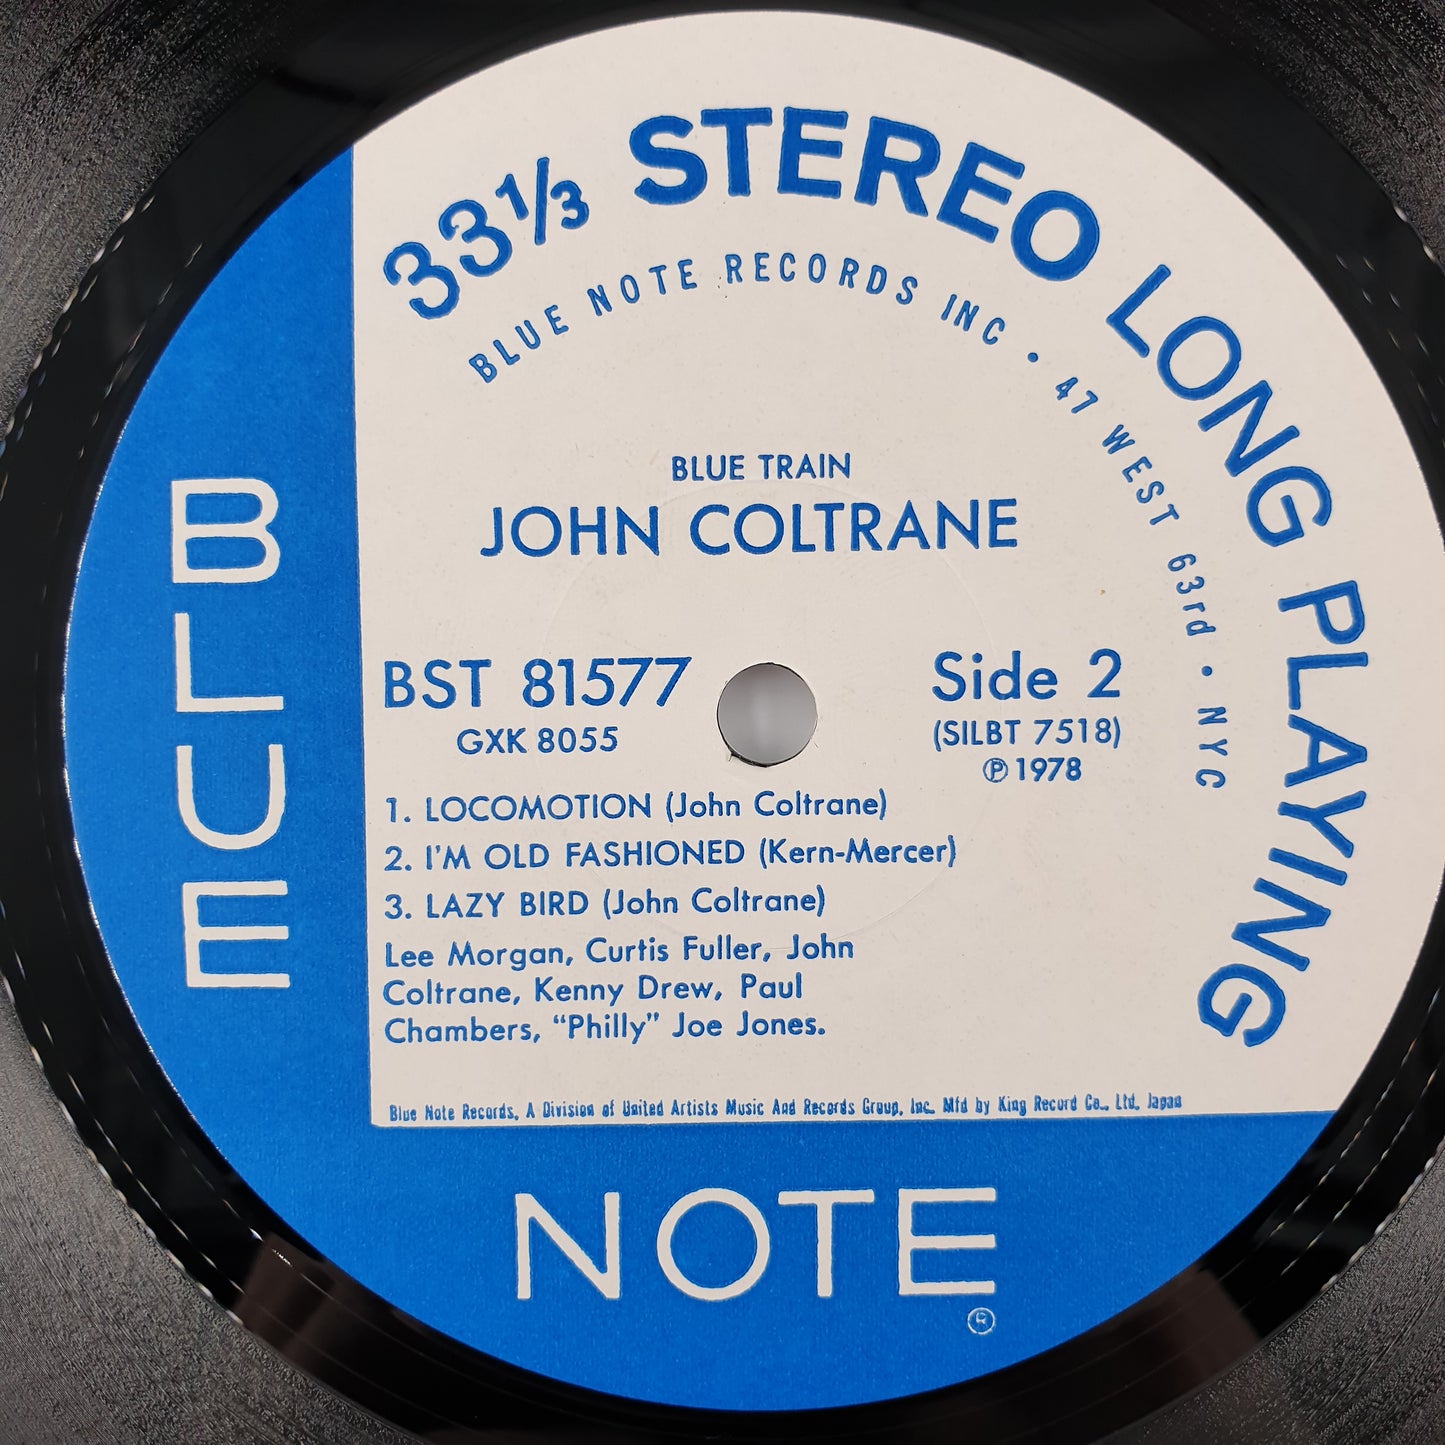 33⅓ STEREO LONG PLAYING
BLUE NOTE RECORDS INC · 47 WEST 63rd · NYC
BLUE TRAIN
JOHN COLTRANE
BST 81577
GXK 8055
Side 2
(SILBT 7518)
Ⓟ 1978
1. LOCOMOTION (John Coltrane)
2. I'M OLD FASHIONED (Kern-Mercer)
3. LAZY BIRD (John Coltrane)
Lee Morgan, Curtis Fuller, John
Coltrane, Kenny Drew, Paul
Chambers, “Philly” Joe Jones.
Blue Note Records, A Division of United Artists Music And Records Group, Inc. Mfd by King Record Co., Ltd, Japan
BLUE
NOTE
®